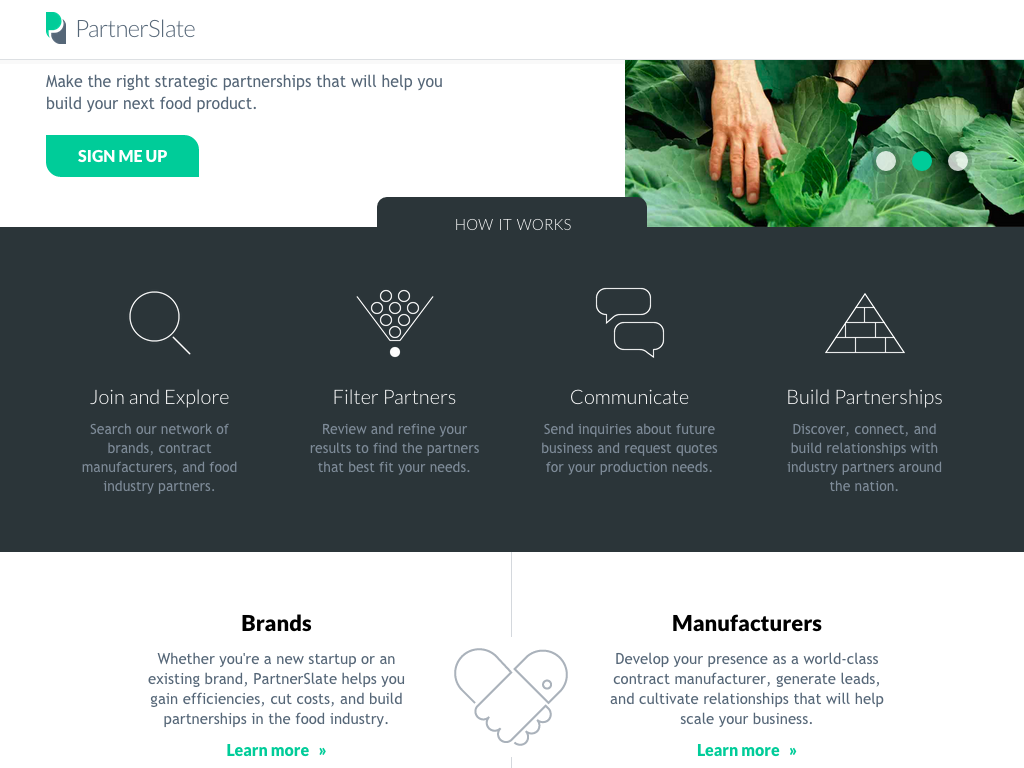 PartnerSlate
Make the right strategic partnerships that will help you
build your next food product.
SIGN ME UP
HOW IT WORKS
Join and Explore
Search our network of
brands, contract
manufacturers, and food
industry partners.
Filter Partners
Review and refine your
results to find the partners
that best fit your needs.
Communicate
Send inquiries about future
business and request quotes
for your production needs.
Build Partnerships
Discover, connect, and
build relationships with
industry partners around
the nation.
Brands
Whether you're a new startup or an
existing brand, PartnerSlate helps you
gain efficiencies, cut costs, and build
partnerships in the food industry.
Learn more »
Manufacturers
Develop your presence as a world-class
contract manufacturer, generate leads,
and cultivate relationships that will help
scale your business.
Learn more »